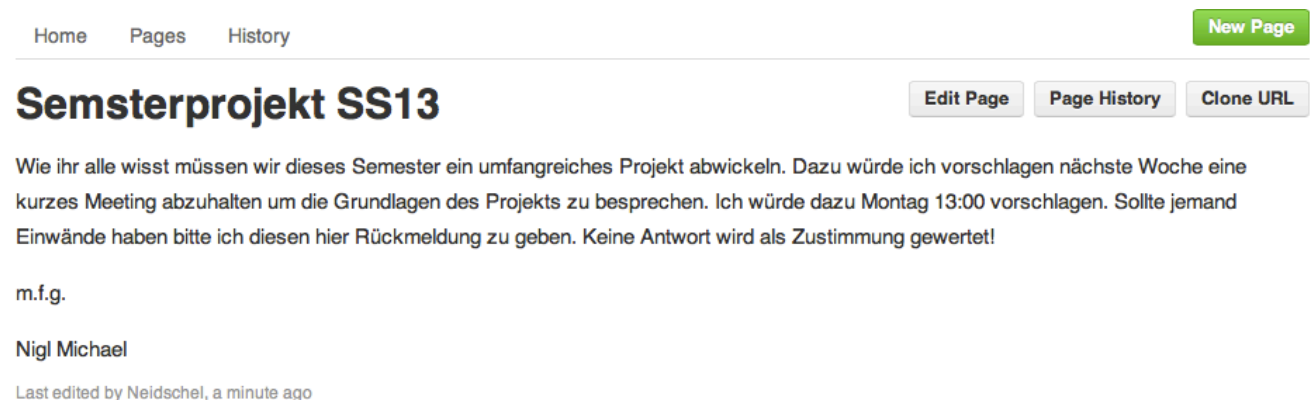 Home Pages History New Page
Semsterprojekt SS13 Edit Page Page History Clone URL
Wie ihr alle wisst müssen wir dieses Semester ein umfangreiches Projekt abwickeln. Dazu würde ich vorschlagen nächste Woche eine
kurzes Meeting abzuhalten um die Grundlagen des Projekts zu besprechen. Ich würde dazu Montag 13:00 vorschlagen. Sollte jemand
Einwände haben bitte ich diesen hier Rückmeldung zu geben. Keine Antwort wird als Zustimmung gewertet!
m.f.g.
Nigl Michael
Last edited by Neidschel, a minute ago